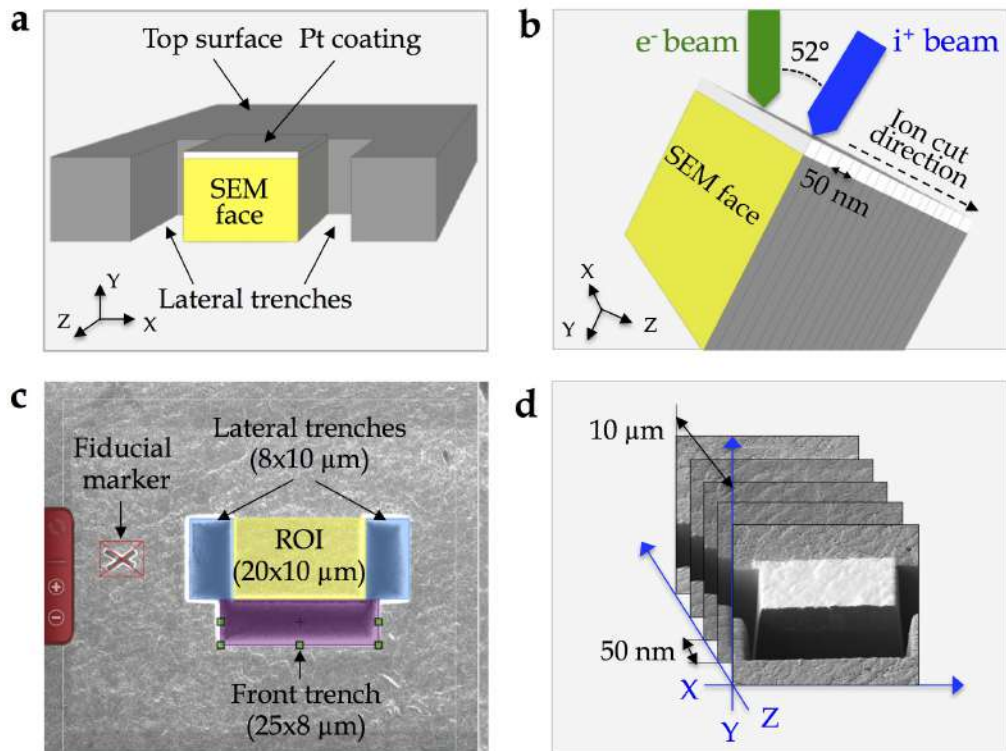 a
Top surface
Pt coating
SEM
face
Lateral trenches
Y
Z
X
b
e⁻ beam
52°
i⁺ beam
Ion cut
direction
SEM face
50 nm
X
Y
Z
c
Lateral trenches
(8x10 µm)
Fiducial
marker
ROI
(20x10 µm)
Front trench
(25x8 µm)
d
10 µm
50 nm
X
Y
Z